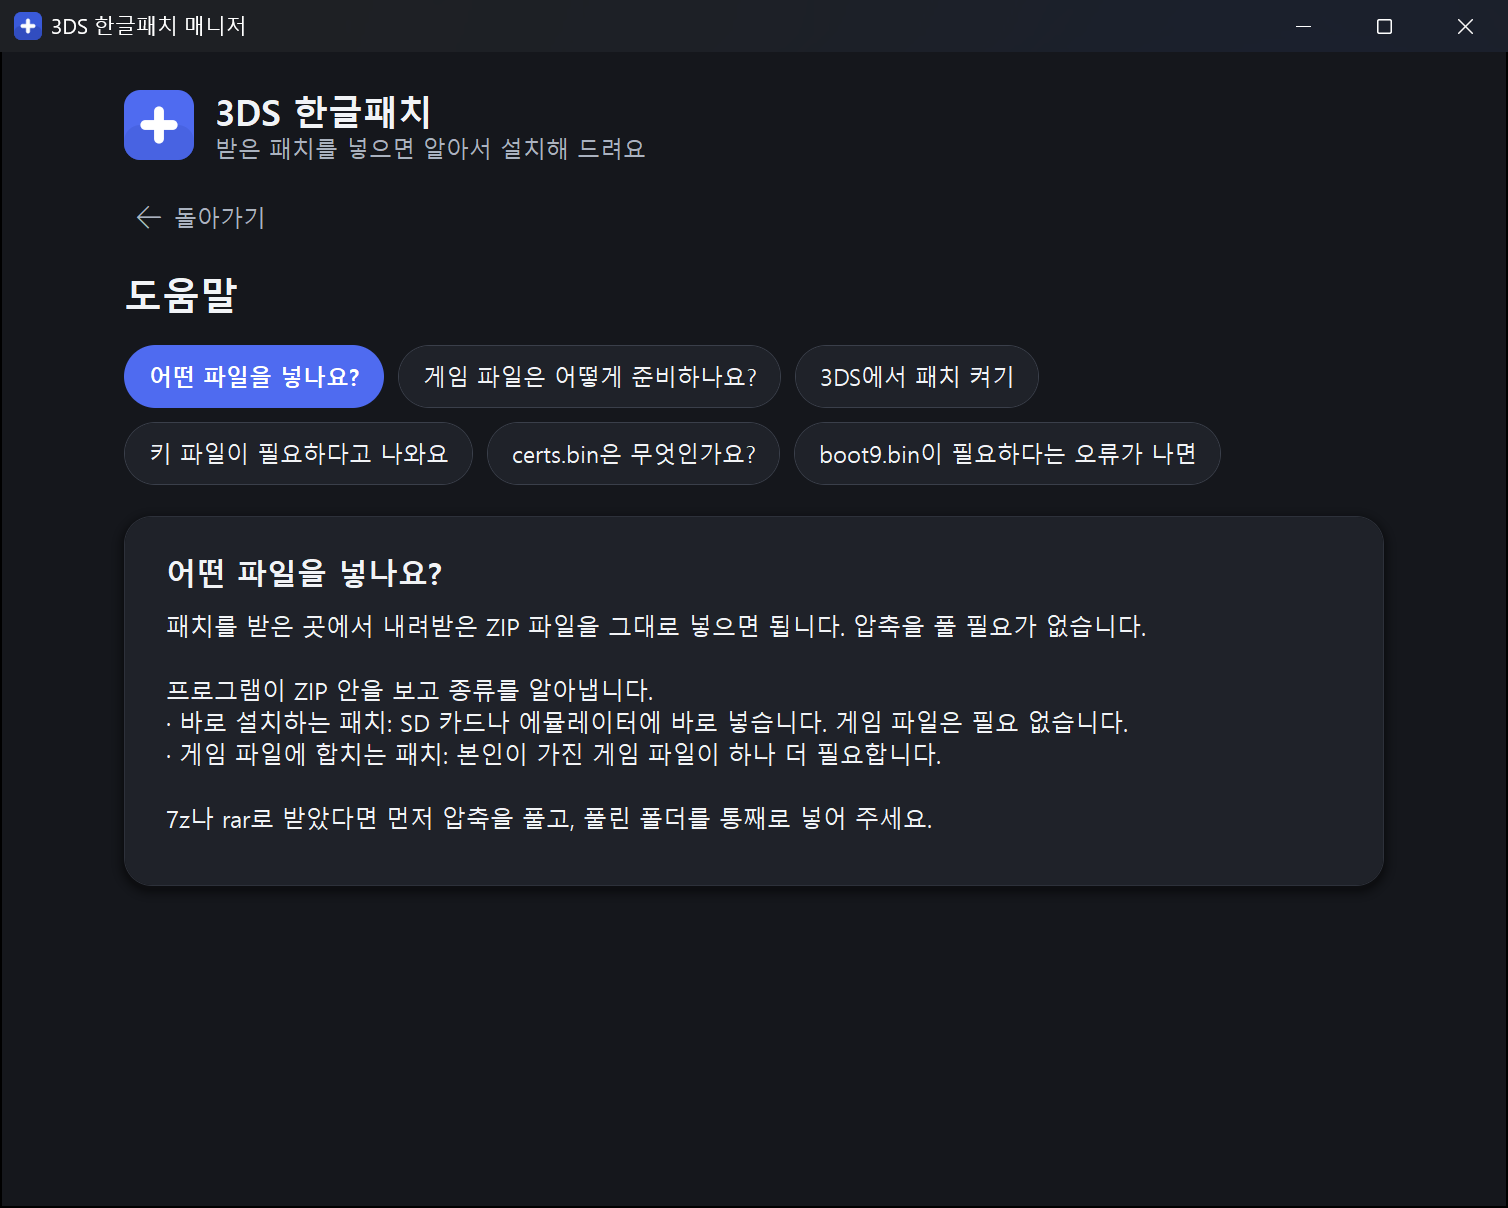 3DS 한글패치 매니저
3DS 한글패치
받은 패치를 넣으면 알아서 설치해 드려요
← 돌아가기
도움말
어떤 파일을 넣나요?
게임 파일은 어떻게 준비하나요?
3DS에서 패치 켜기
키 파일이 필요하다고 나와요
certs.bin은 무엇인가요?
boot9.bin이 필요하다는 오류가 나면
어떤 파일을 넣나요?
패치를 받은 곳에서 내려받은 ZIP 파일을 그대로 넣으면 됩니다. 압축을 풀 필요가 없습니다.
프로그램이 ZIP 안을 보고 종류를 알아냅니다.
· 바로 설치하는 패치: SD 카드나 에뮬레이터에 바로 넣습니다. 게임 파일은 필요 없습니다.
· 게임 파일에 합치는 패치: 본인이 가진 게임 파일이 하나 더 필요합니다.
7z나 rar로 받았다면 먼저 압축을 풀고, 풀린 폴더를 통째로 넣어 주세요.